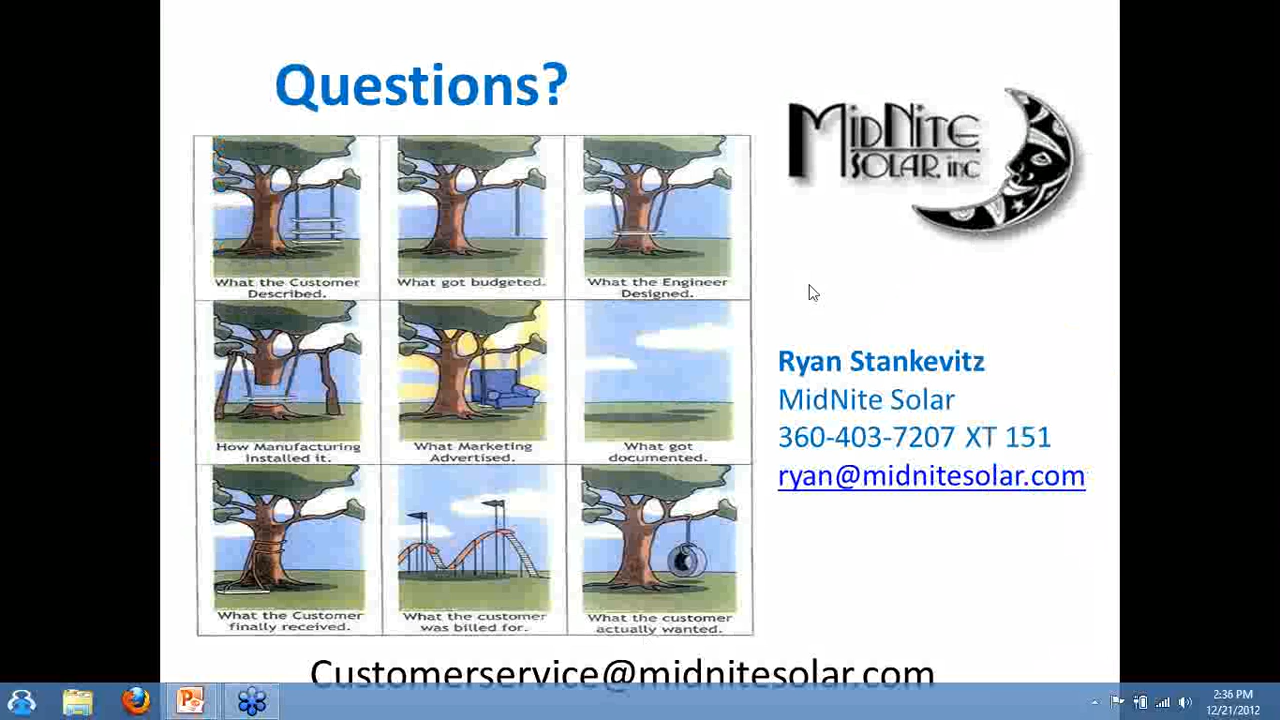 Questions?
MIDNITE
SOLAR, INC
What the Customer
Described.
What got budgeted.
What the Engineer
Designed.
How Manufacturing
Installed it.
What Marketing
Advertised.
What got
documented.
What the Customer
finally received.
What the customer
was billed for.
What the customer
actually wanted.
Ryan Stankevitz
MidNite Solar
360-403-7207 XT 151
ryan@midnitesolar.com
Customerservice@midnitesolar.com
2:36 PM
12/21/2012